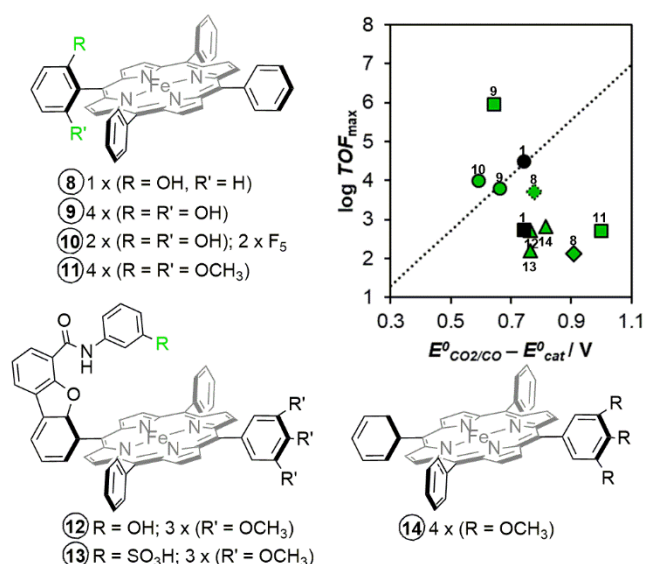 R
R'
N
N
Fe
N
N
8 1 x (R = OH, R' = H)
9 4 x (R = R' = OH)
10 2 x (R = R' = OH); 2 x F5
11 4 x (R = R' = OCH3)
8
7
6
5
4
3
2
1
log TOFmax
9
1
10
9
8
1
12
14
11
13
8
0.3 0.5 0.7 0.9 1.1
E⁰CO2/CO – E⁰cat / V
O
N
H
R
O
N
N
Fe
N
N
R'
R'
R'
12 R = OH; 3 x (R' = OCH3)
13 R = SO3H; 3 x (R' = OCH3)
N
N
Fe
N
N
R
R
R
14 4 x (R = OCH3)